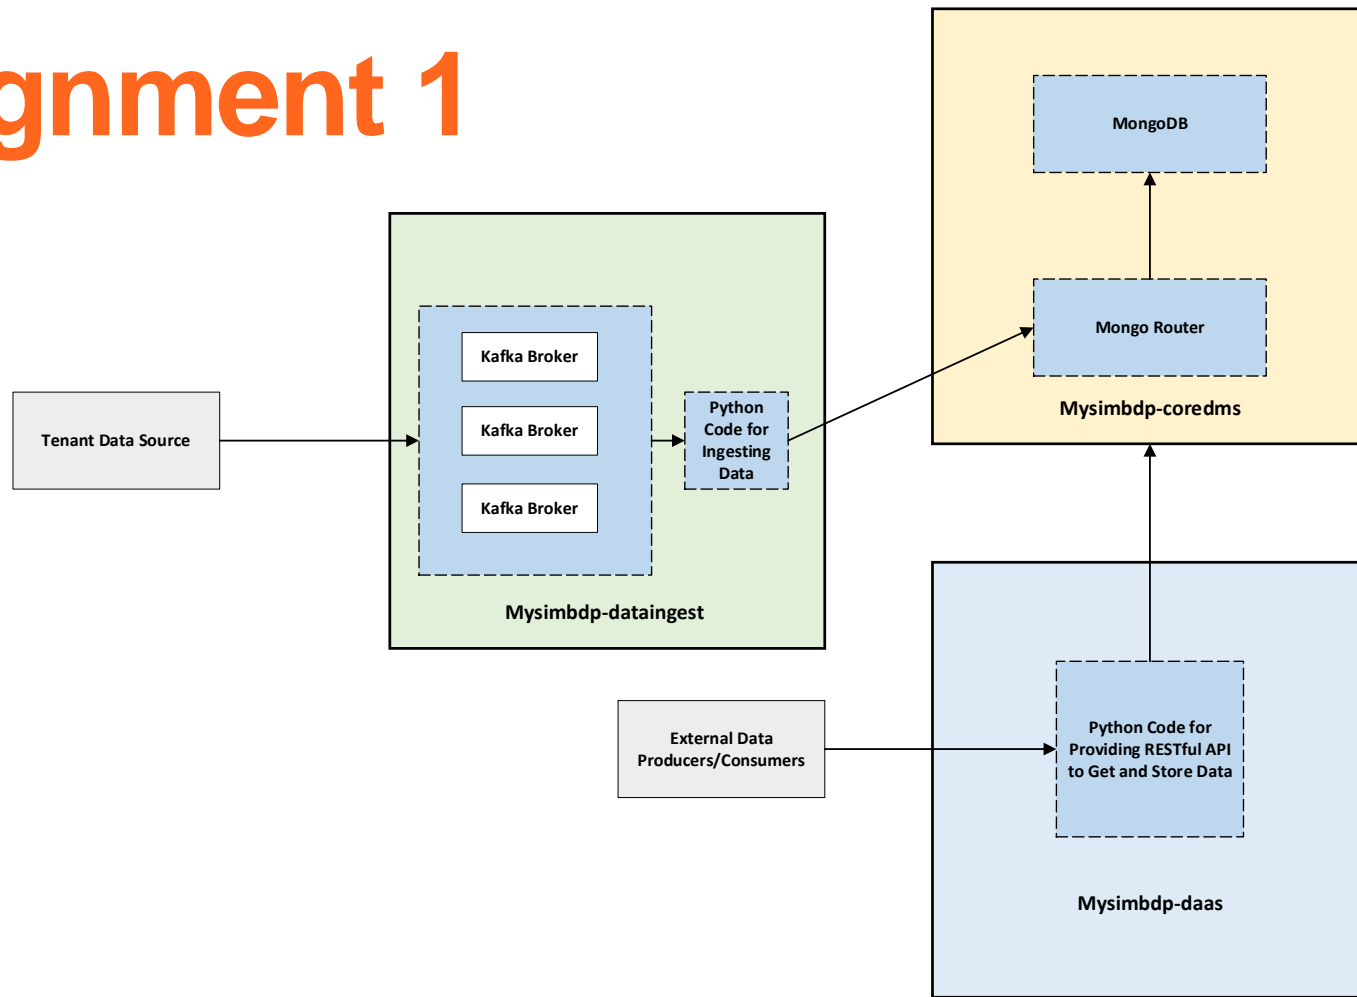 gnment 1
MongoDB
Mongo Router
Mysimbdp-coredms
Kafka Broker
Kafka Broker
Kafka Broker
Python
Code for
Ingesting
Data
Tenant Data Source
Mysimbdp-dataingest
External Data
Producers/Consumers
Python Code for
Providing RESTful API
to Get and Store Data
Mysimbdp-daas